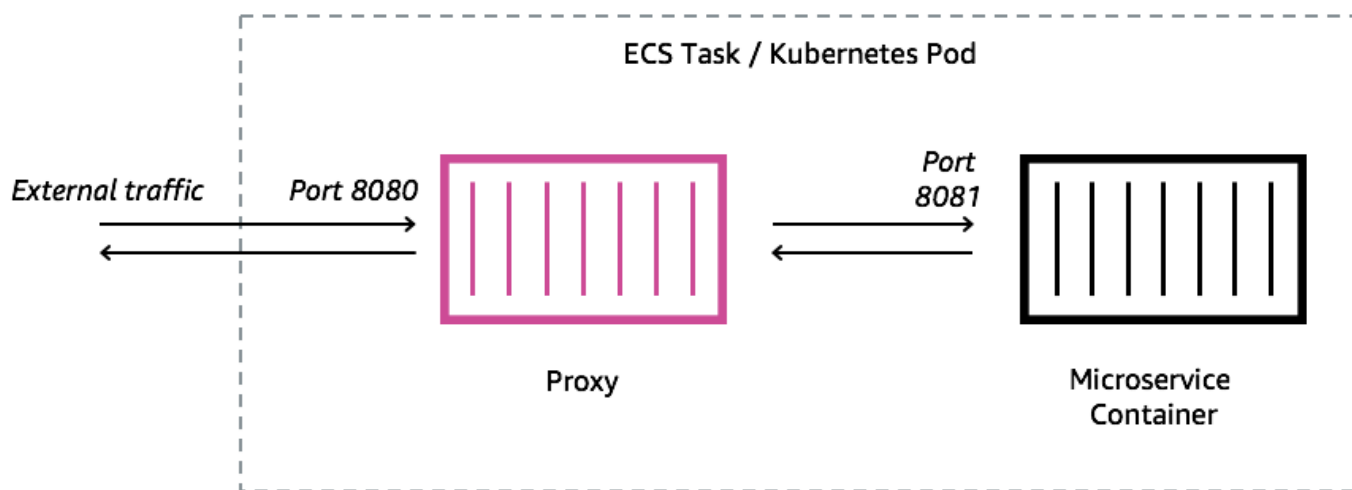 ECS Task / Kubernetes Pod
External traffic
Port 8080
Port
8081
Proxy
Microservice
Container